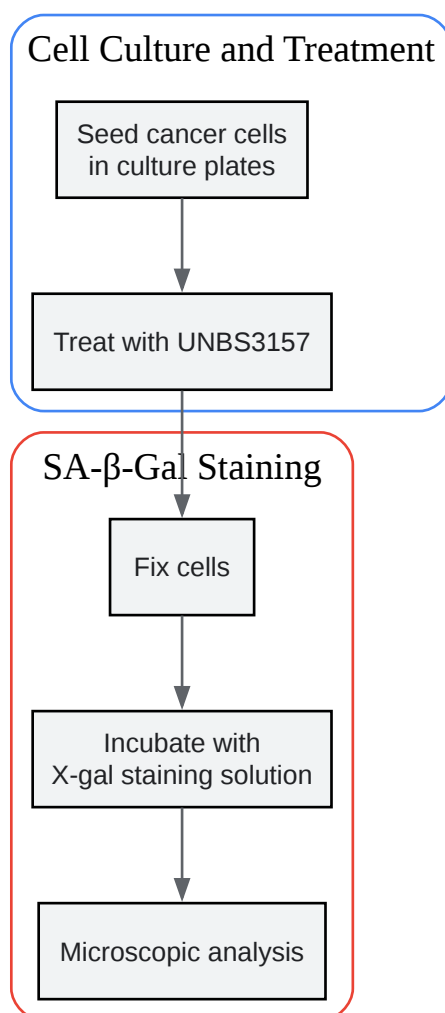 Cell Culture and Treatment
Seed cancer cells
in culture plates
Treat with UNBS3157
SA-β-Gal Staining
Fix cells
Incubate with
X-gal staining solution
Microscopic analysis